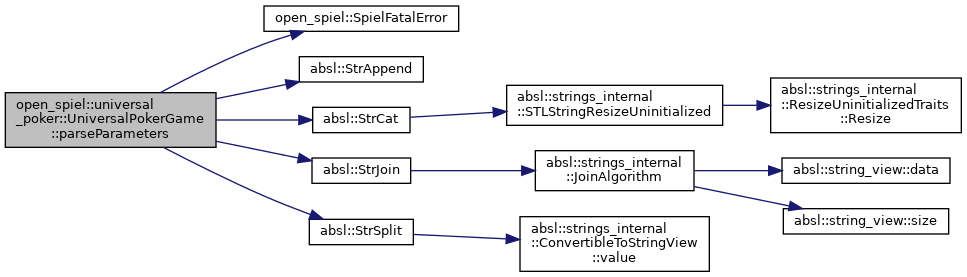 open_spiel::universal
_poker::UniversalPokerGame
::parseParameters
open_spiel::SpielFatalError
absl::StrAppend
absl::StrCat
absl::strings_internal
::STLStringResizeUninitialized
absl::strings_internal
::ResizeUninitializedTraits
::Resize
absl::StrJoin
absl::strings_internal
::JoinAlgorithm
absl::string_view::data
absl::string_view::size
absl::StrSplit
absl::strings_internal
::ConvertibleToStringView
::value